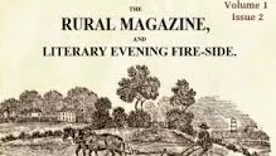 THE
RURAL MAGAZINE,
AND
LITERARY EVENING FIRE-SIDE.
Volume 1
Issue 2